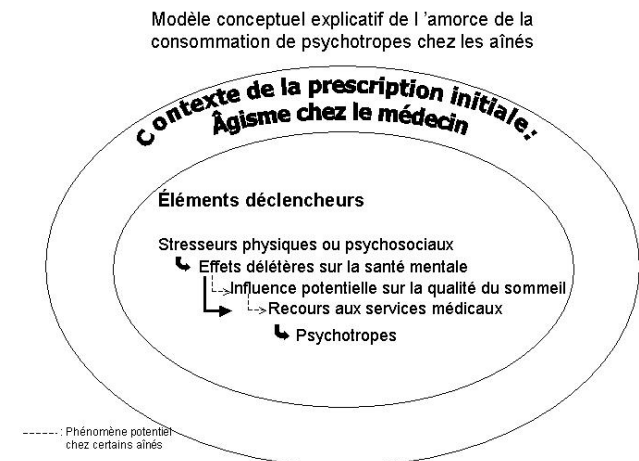 Modèle conceptuel explicatif de l 'amorce de la
consommation de psychotropes chez les aînés
Contexte de la prescription initiale:
Âgisme chez le médecin
Éléments déclencheurs
Stresseurs physiques ou psychosociaux
Effets délétères sur la santé mentale
Influence potentielle sur la qualité du sommeil
Recours aux services médicaux
Psychotropes
------ : Phénomène potentiel
chez certains aînés